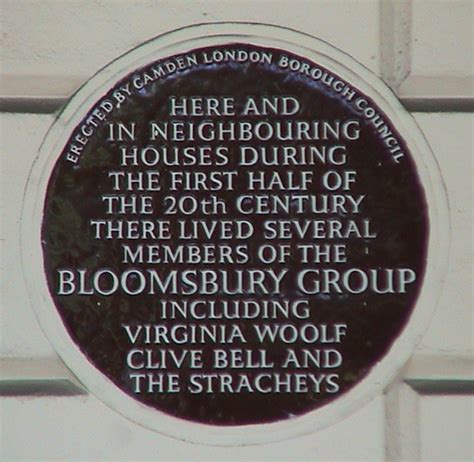 ERECTED BY CAMDEN LONDON BOROUGH COUNCIL
HERE AND
IN NEIGHBOURING
HOUSES DURING
THE FIRST HALF OF
THE 20th CENTURY
THERE LIVED SEVERAL
MEMBERS OF THE
BLOOMSBURY GROUP
INCLUDING
VIRGINIA WOOLF
CLIVE BELL AND
THE STRACHEYS